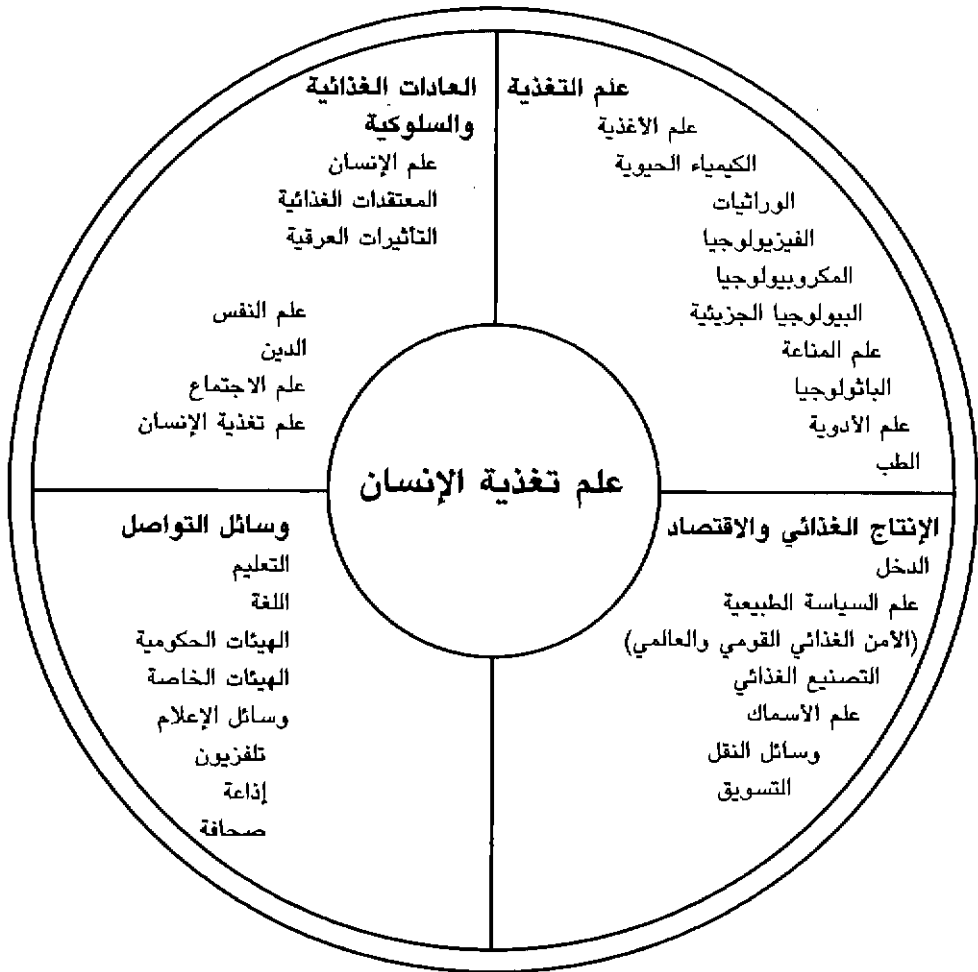 علم التغذية
علم الأغذية
الكيمياء الحيوية
الوراثيات
الفيزيولوجيا
المكروبيولوجيا
البيولوجيا الجزيئية
علم المناعة
الباثولوجيا
علم الأدوية
الطب
العادات الغذائية
والسلوكية
علم الإنسان
المعتقدات الغذائية
التأثيرات العرقية
علم النفس
الدين
علم الاجتماع
علم تغذية الإنسان
علم تغذية الإنسان
الإنتاج الغذائي والاقتصاد
الدخل
علم السياسة الطبيعية
(الأمن الغذائي القومي والعالمي)
التصنيع الغذائي
علم الأسماك
وسائل النقل
التسويق
وسائل التواصل
التعليم
اللغة
الهيئات الحكومية
الهيئات الخاصة
وسائل الإعلام
تلفزيون
إذاعة
صحافة